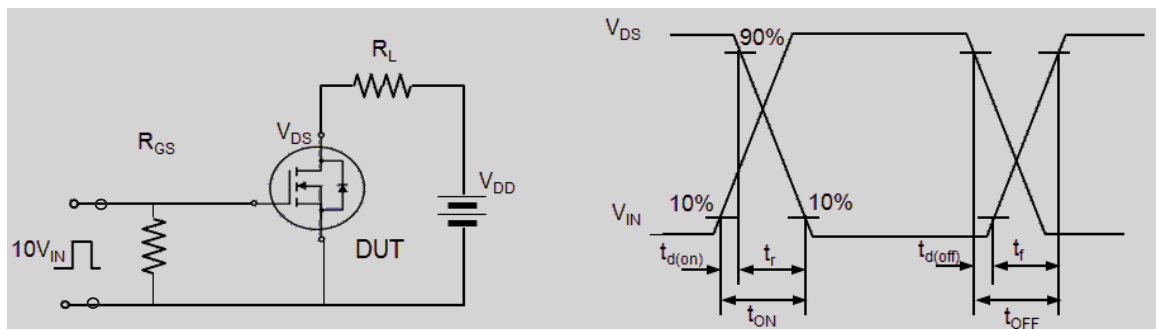 R_L
V_DS
R_GS
V_DD
10V_IN
DUT
V_DS
90%
V_IN
10%
10%
t_d(on)
t_r
t_d(off)
t_f
t_ON
t_OFF